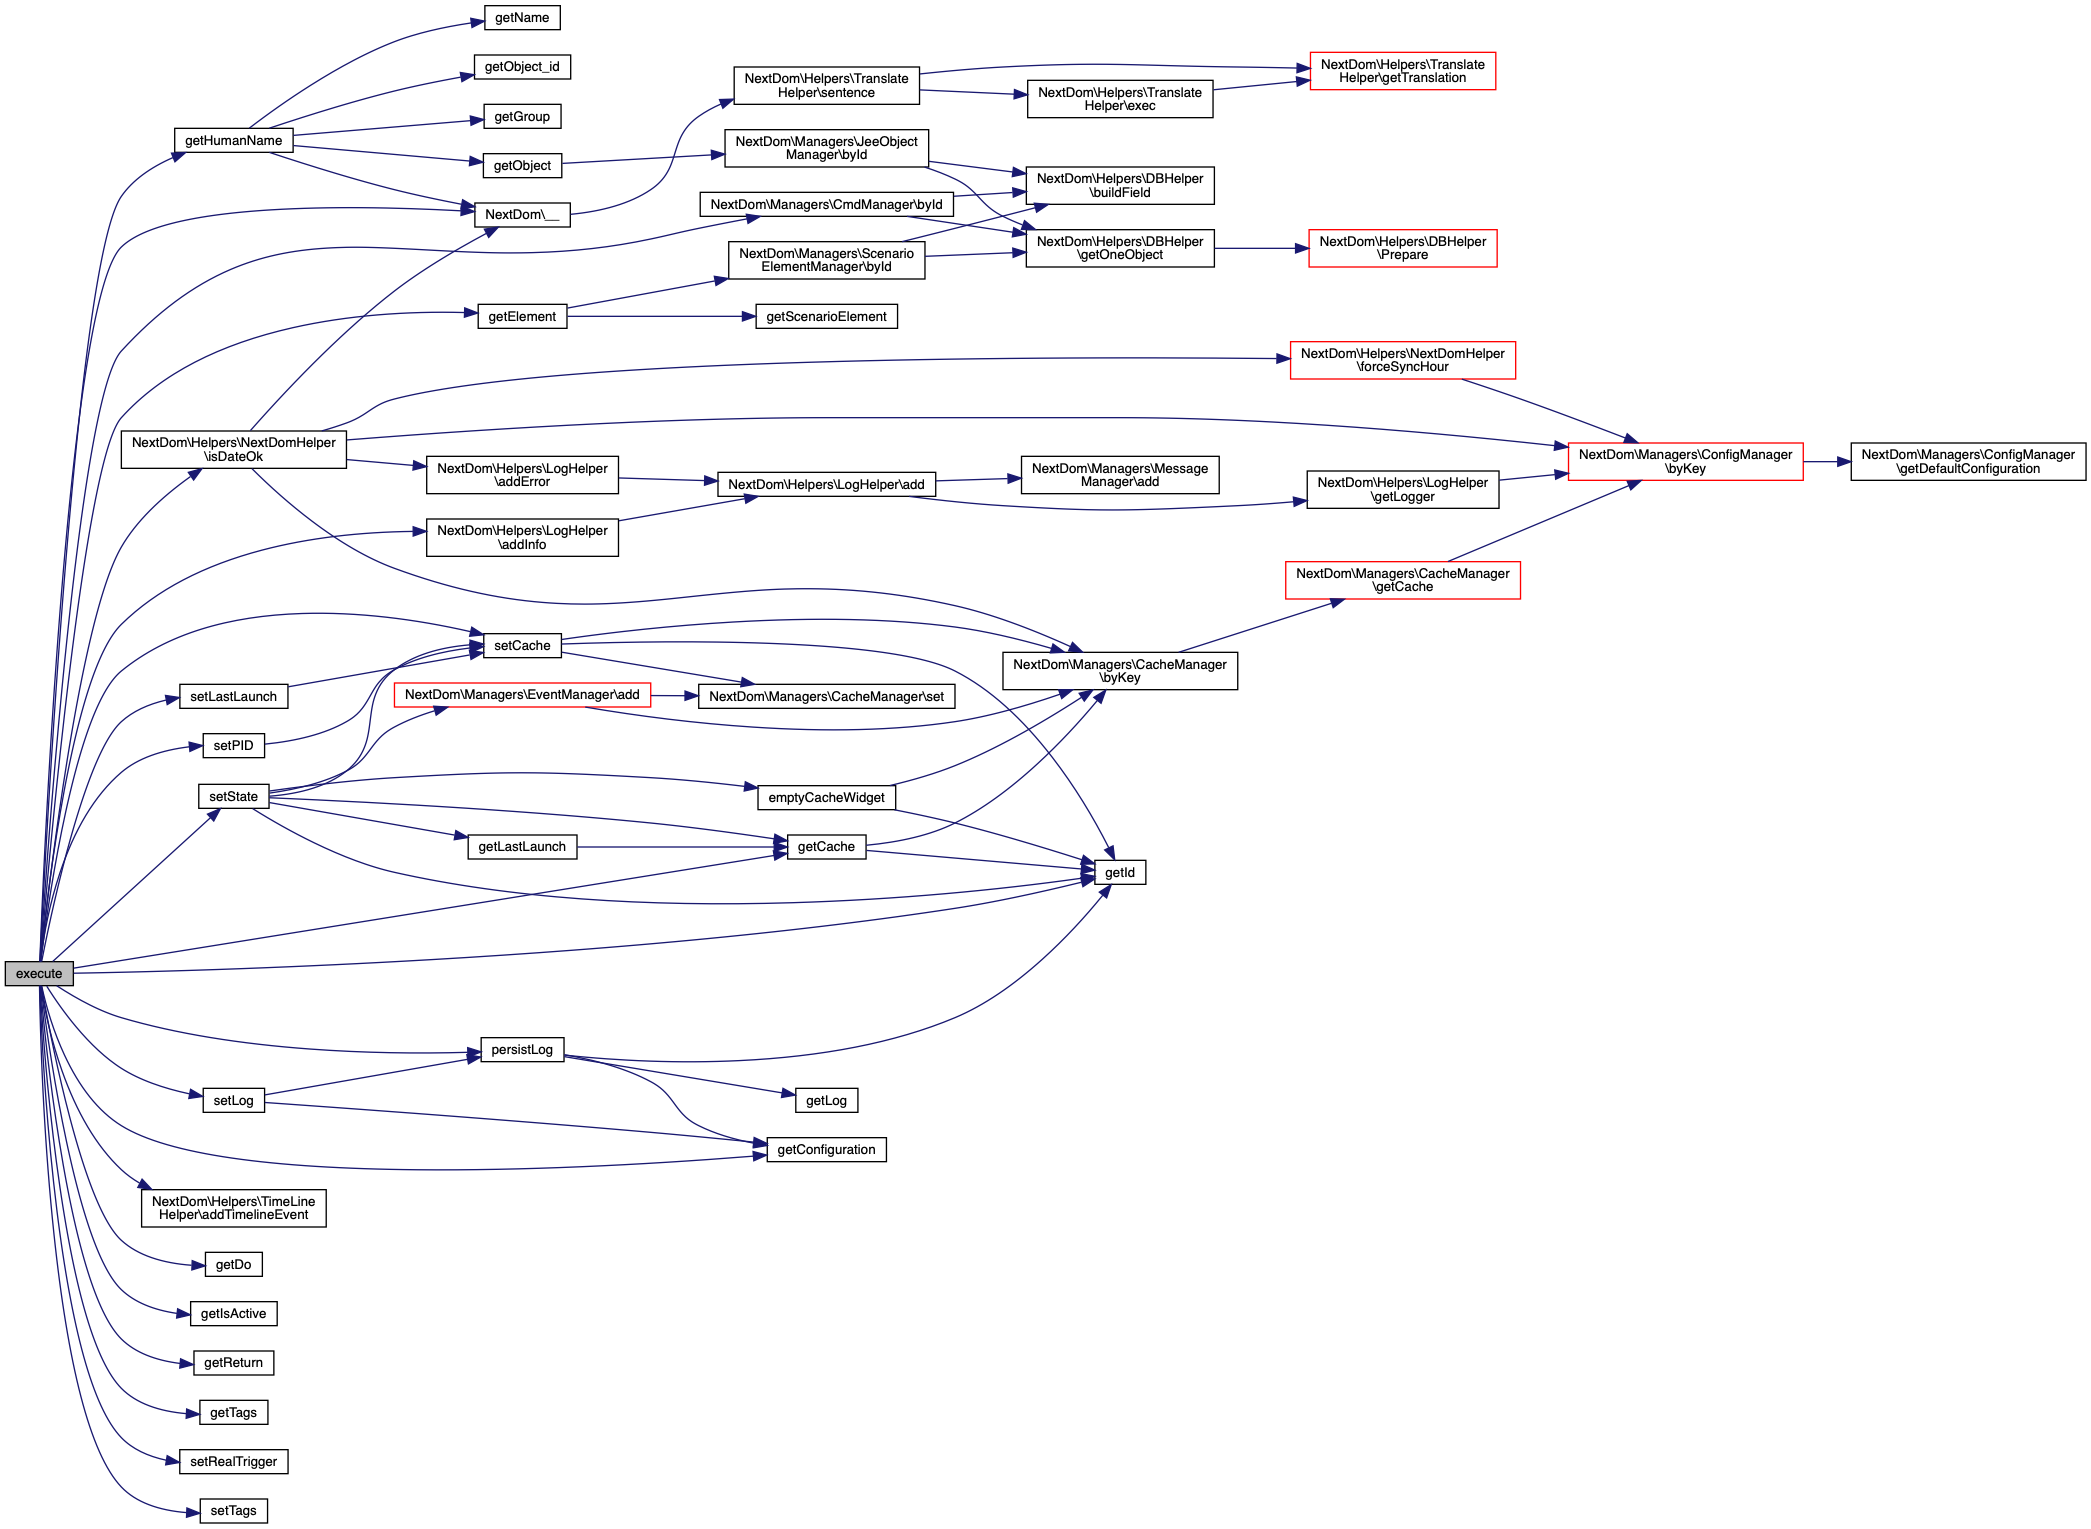 getName
getObject_id
NextDom\Helpers\Translate
Helper\getTranslation
NextDom\Helpers\Translate
Helper\sentence
NextDom\Helpers\Translate
Helper\exec
getGroup
getHumanName
NextDom\Managers\JeeObject
Manager\byId
getObject
NextDom\Helpers\DBHelper
\buildField
NextDom\Managers\CmdManager\byId
NextDom\__
NextDom\Helpers\DBHelper
\getOneObject
NextDom\Helpers\DBHelper
\Prepare
NextDom\Managers\Scenario
ElementManager\byId
getElement
getScenarioElement
NextDom\Helpers\NextDomHelper
\forceSyncHour
NextDom\Helpers\NextDomHelper
\isDateOk
NextDom\Managers\ConfigManager
\byKey
NextDom\Managers\ConfigManager
\getDefaultConfiguration
NextDom\Helpers\LogHelper
\addError
NextDom\Helpers\LogHelper\add
NextDom\Managers\Message
Manager\add
NextDom\Helpers\LogHelper
\getLogger
NextDom\Helpers\LogHelper
\addInfo
NextDom\Managers\CacheManager
\getCache
setCache
NextDom\Managers\CacheManager
\byKey
setLastLaunch
NextDom\Managers\EventManager\add
NextDom\Managers\CacheManager\set
setPID
setState
emptyCacheWidget
getLastLaunch
getCache
getId
execute
persistLog
setLog
getLog
getConfiguration
NextDom\Helpers\TimeLine
Helper\addTimelineEvent
getDo
getIsActive
getReturn
getTags
setRealTrigger
setTags